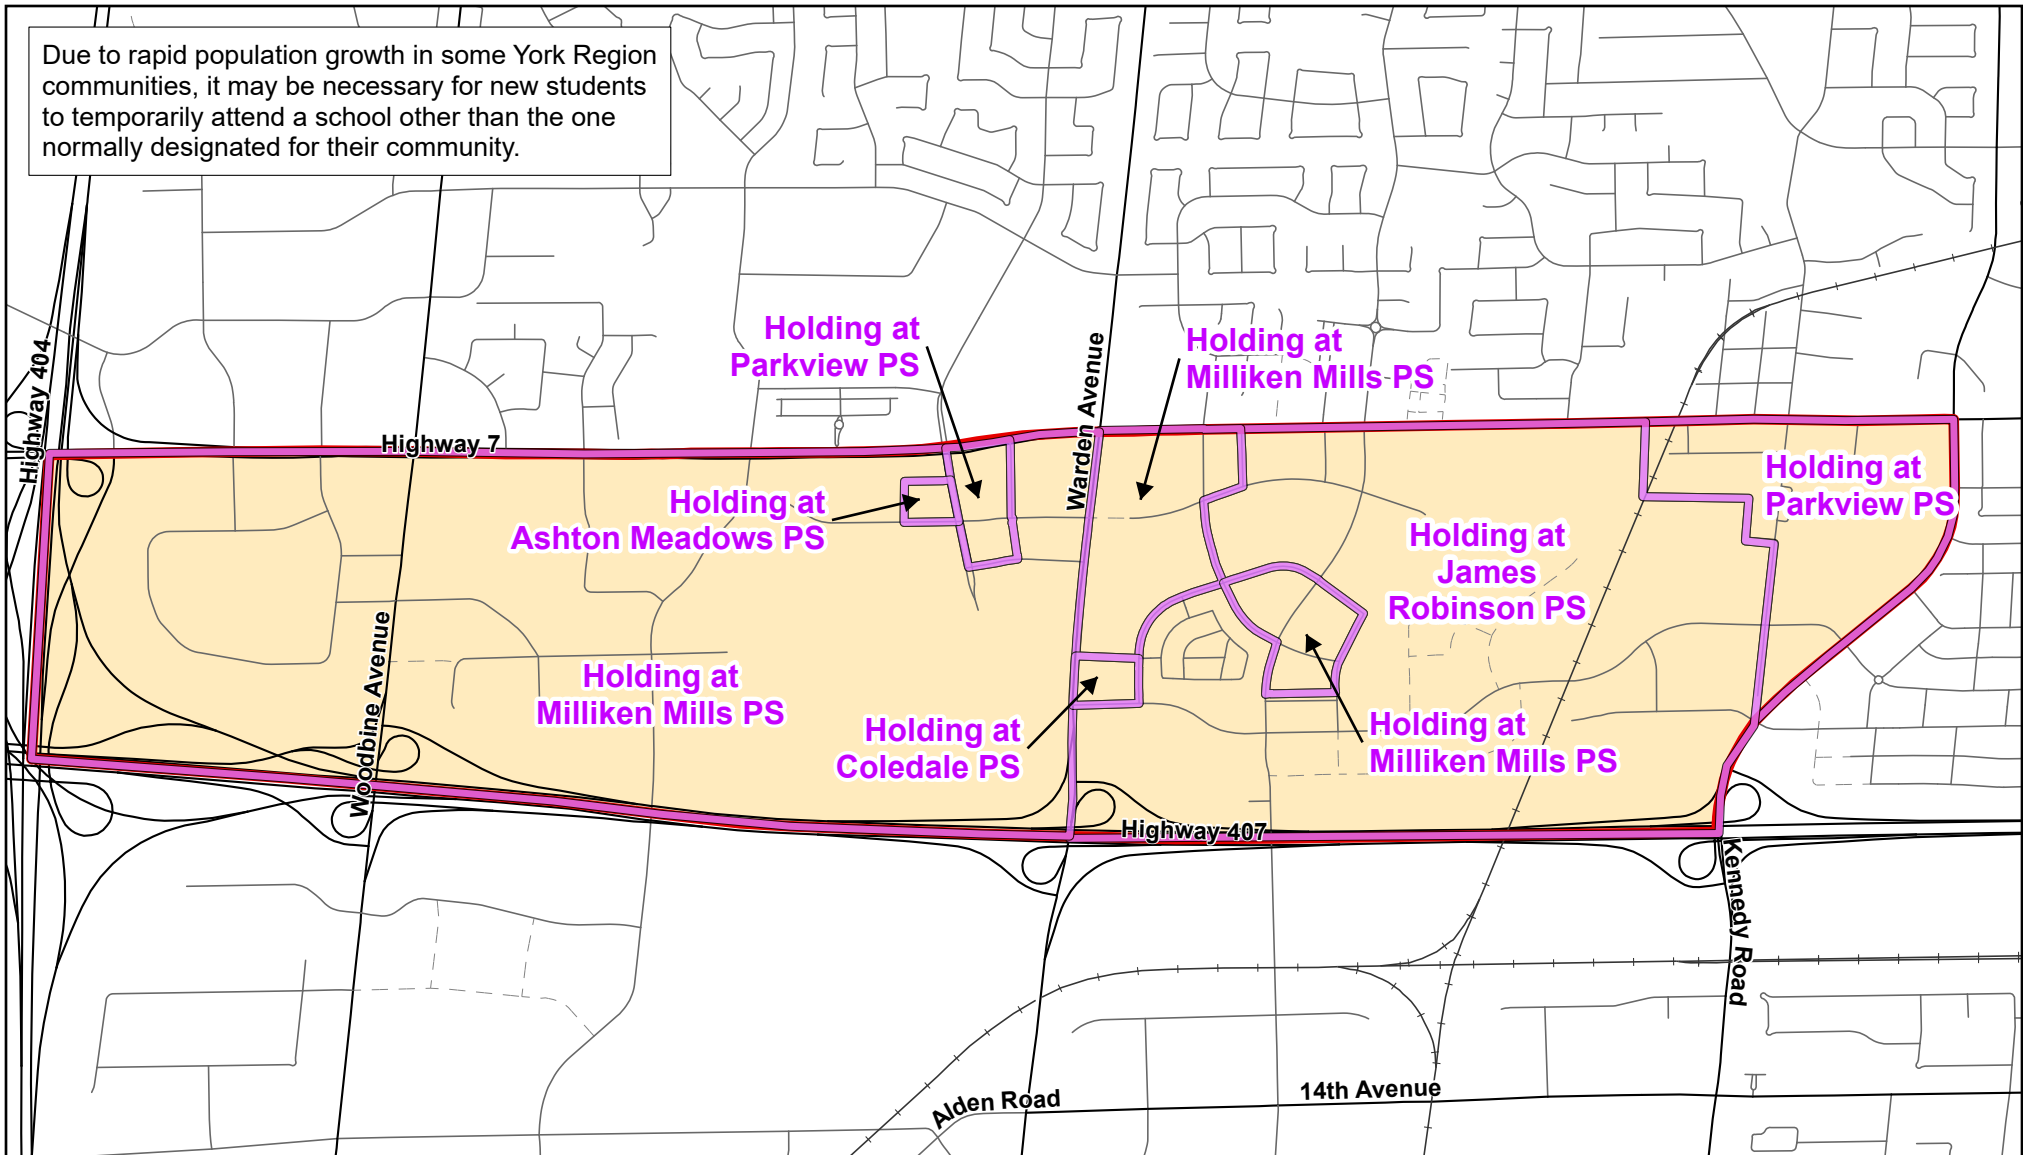 Due to rapid population growth in some York Region
communities, it may be necessary for new students
to temporarily attend a school other than the one
normally designated for their community.
Holding at
Parkview PS
Holding at
Milliken Mills PS
Highway 404
Highway 7
Warden Avenue
Holding at
Ashton Meadows PS
Holding at
Parkview PS
Holding at
James
Robinson PS
Woodbine Avenue
Holding at
Milliken Mills PS
Holding at
Coledale PS
Holding at
Milliken Mills PS
Highway 407
Kennedy Road
Alden Road
14th Avenue